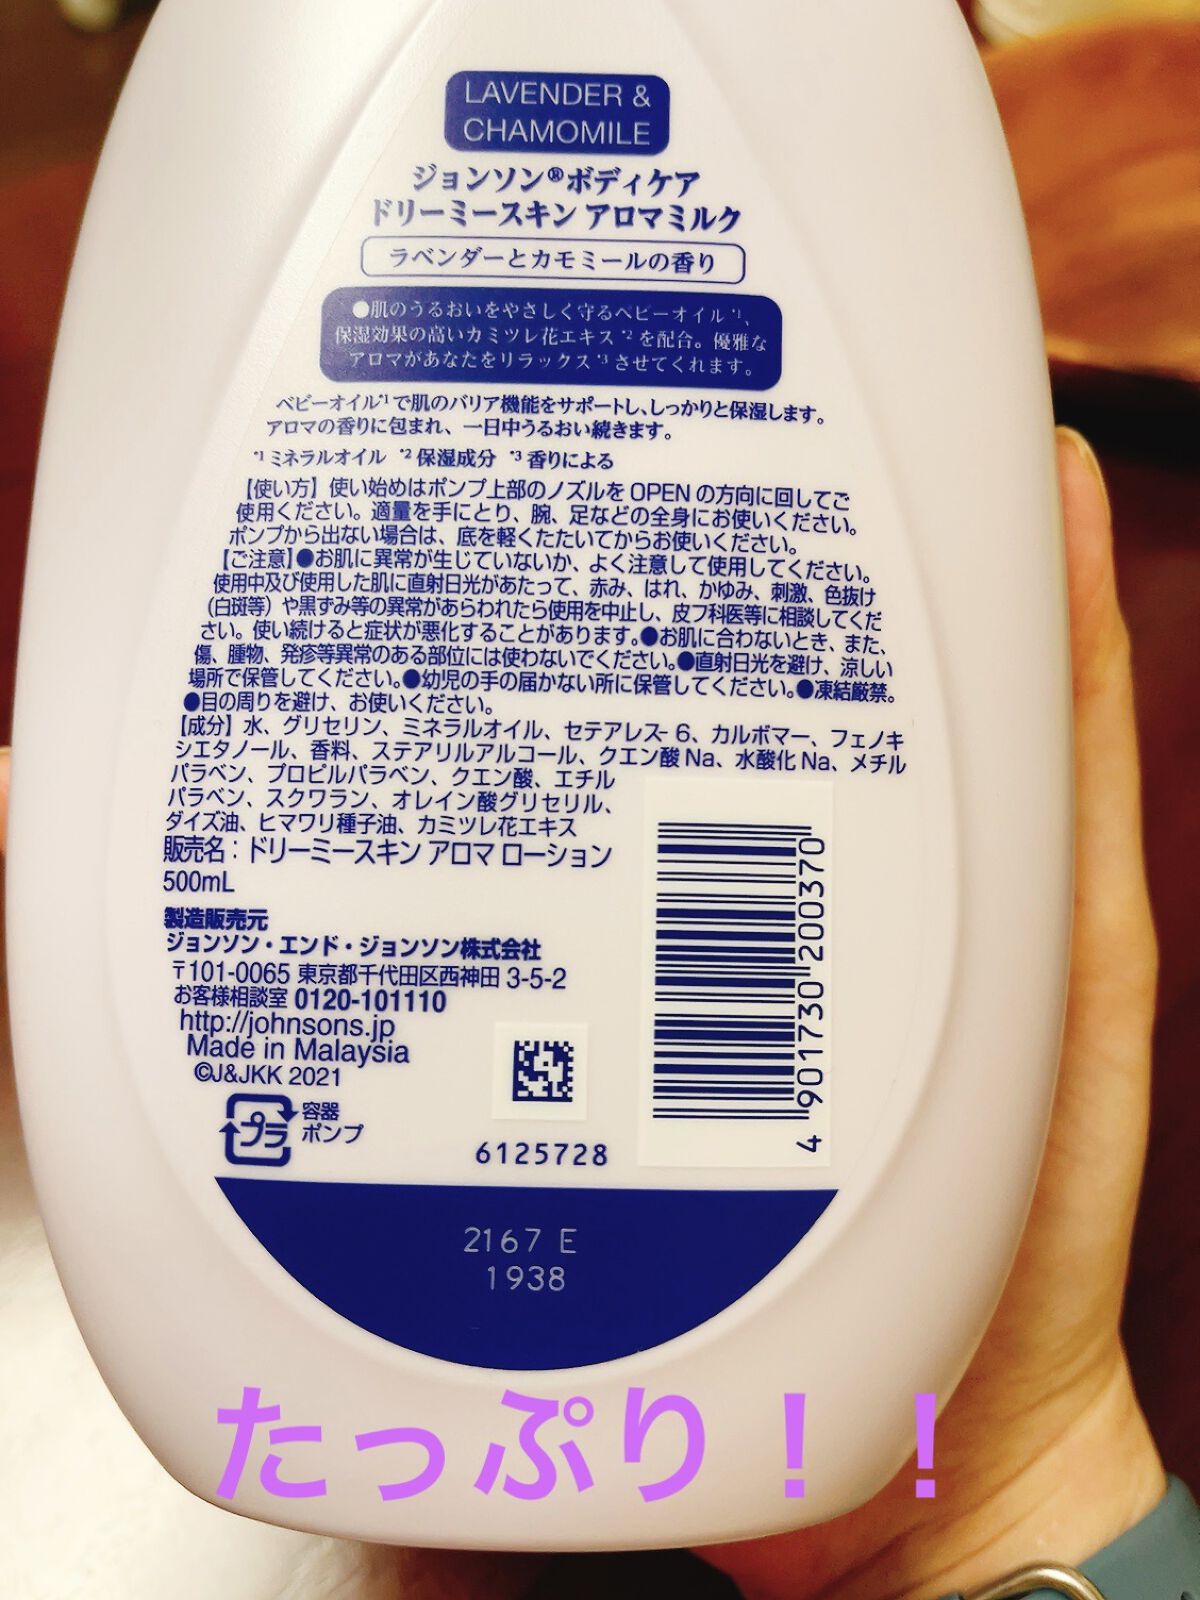 LAVENDER &
CHAMOMILE
ジョンソン®ボディケア
ドリーミースキン アロマミルク
ラベンダーとカモミールの香り
●肌のうるおいをやさしく守るベビーオイル*1、
保湿効果の高いカミツレ花エキス*2を配合。優雅な
アロマがあなたをリラックス*3させてくれます。
ベビーオイル*1で肌のバリア機能をサポートし、しっかりと保湿します。
アロマの香りに包まれ、一日中うるおい続きます。
*1 ミネラルオイル *2 保湿成分 *3 香りによる
【使い方】使い始めはポンプ上部のノズルをOPENの方向に回してご
使用ください。適量を手にとり、腕、足などの全身にお使いください。
ポンプから出ない場合は、底を軽くたたいてからお使いください。
【ご注意】●お肌に異常が生じていないか、よく注意して使用してください。
使用中及び使用した肌に直射日光があたって、赤み、はれ、かゆみ、刺激、色抜け
(白斑等)や黒ずみ等の異常があらわれたら使用を中止し、皮フ科医等に相談してくだ
さい。使い続けると症状が悪化することがあります。●お肌に合わないとき、また、
傷、腫物、発疹等異常のある部位には使わないでください。●直射日光を避け、涼しい
場所で保管してください。●幼児の手の届かない所に保管してください。●凍結厳禁。
●目の周りを避け、お使いください。
【成分】水、グリセリン、ミネラルオイル、セテアレス-6、カルボマー、フェノキ
シエタノール、香料、ステアリルアルコール、クエン酸Na、水酸化Na、メチル
パラベン、プロピルパラベン、クエン酸、エチル
パラベン、スクワラン、オレイン酸グリセリル、
ダイズ油、ヒマワリ種子油、カミツレ花エキス
販売名：ドリーミースキン アロマ ローション
500mL
製造販売元
ジョンソン・エンド・ジョンソン株式会社
〒101-0065 東京都千代田区西神田 3-5-2
お客様相談室 0120-101110
http://johnsons.jp
Made in Malaysia
©J&JKK 2021
プラ
容器
ポンプ
6125728
4 901730 200370
2167 E
1938
たっぷり！！